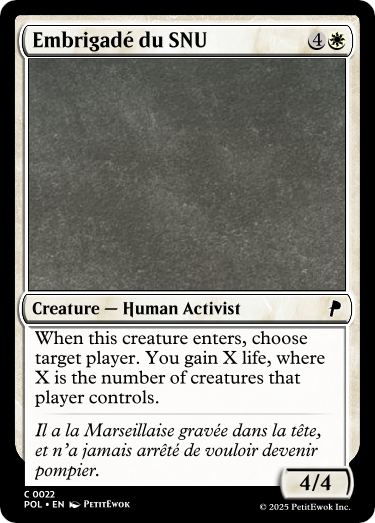 Embrigadé du SNU 4
Creature — Human Activist
When this creature enters, choose
target player. You gain X life, where
X is the number of creatures that
player controls.
Il a la Marseillaise gravée dans la tête,
et n'a jamais arrêté de vouloir devenir
pompier.
4/4
C 0022
POL • EN PetitEwok
© 2025 PetitEwok Inc.